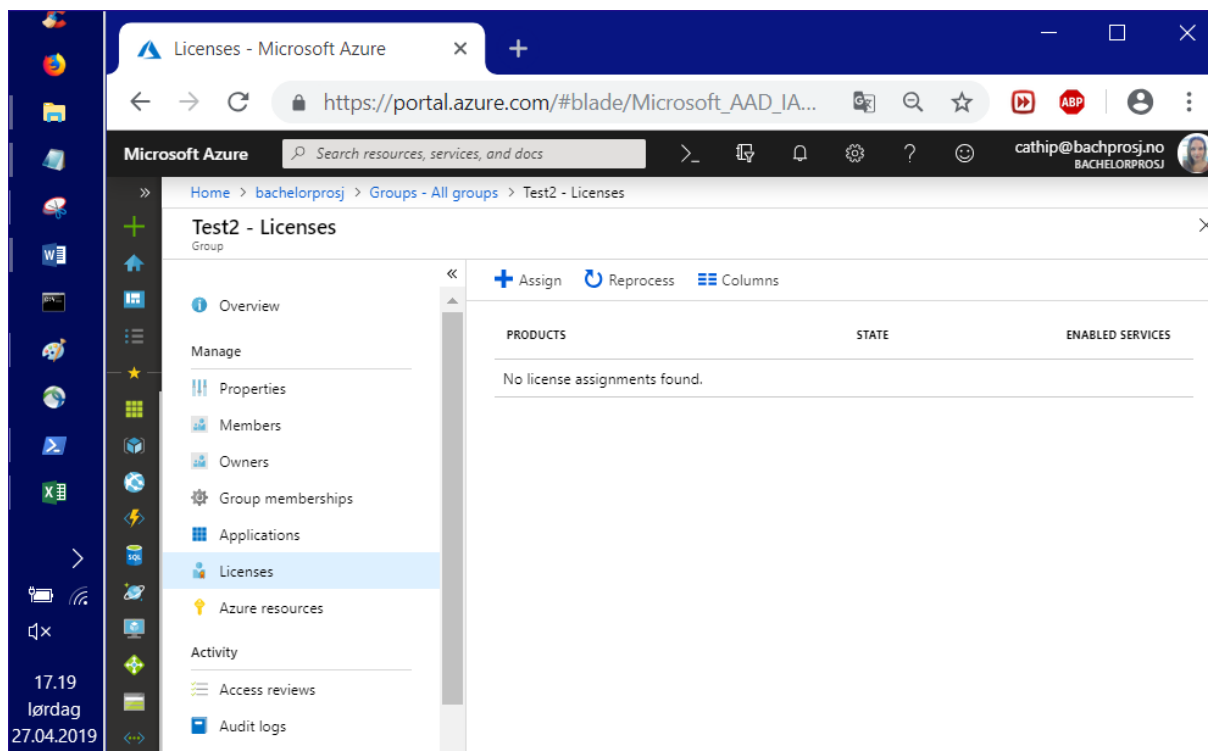 Licenses - Microsoft Azure
https://portal.azure.com/#blade/Microsoft_AAD_IA...
ABP
Microsoft Azure
Search resources, services, and docs
cathip@bachprosj.no
BACHELORPROSJ
Home > bachelorprosj > Groups - All groups > Test2 - Licenses
Test2 - Licenses
Group
Assign
Reprocess
Columns
Overview
Manage
Properties
Members
Owners
Group memberships
Applications
Licenses
Azure resources
Activity
Access reviews
Audit logs
PRODUCTS
STATE
ENABLED SERVICES
No license assignments found.
SQL
17.19
lørdag
27.04.2019